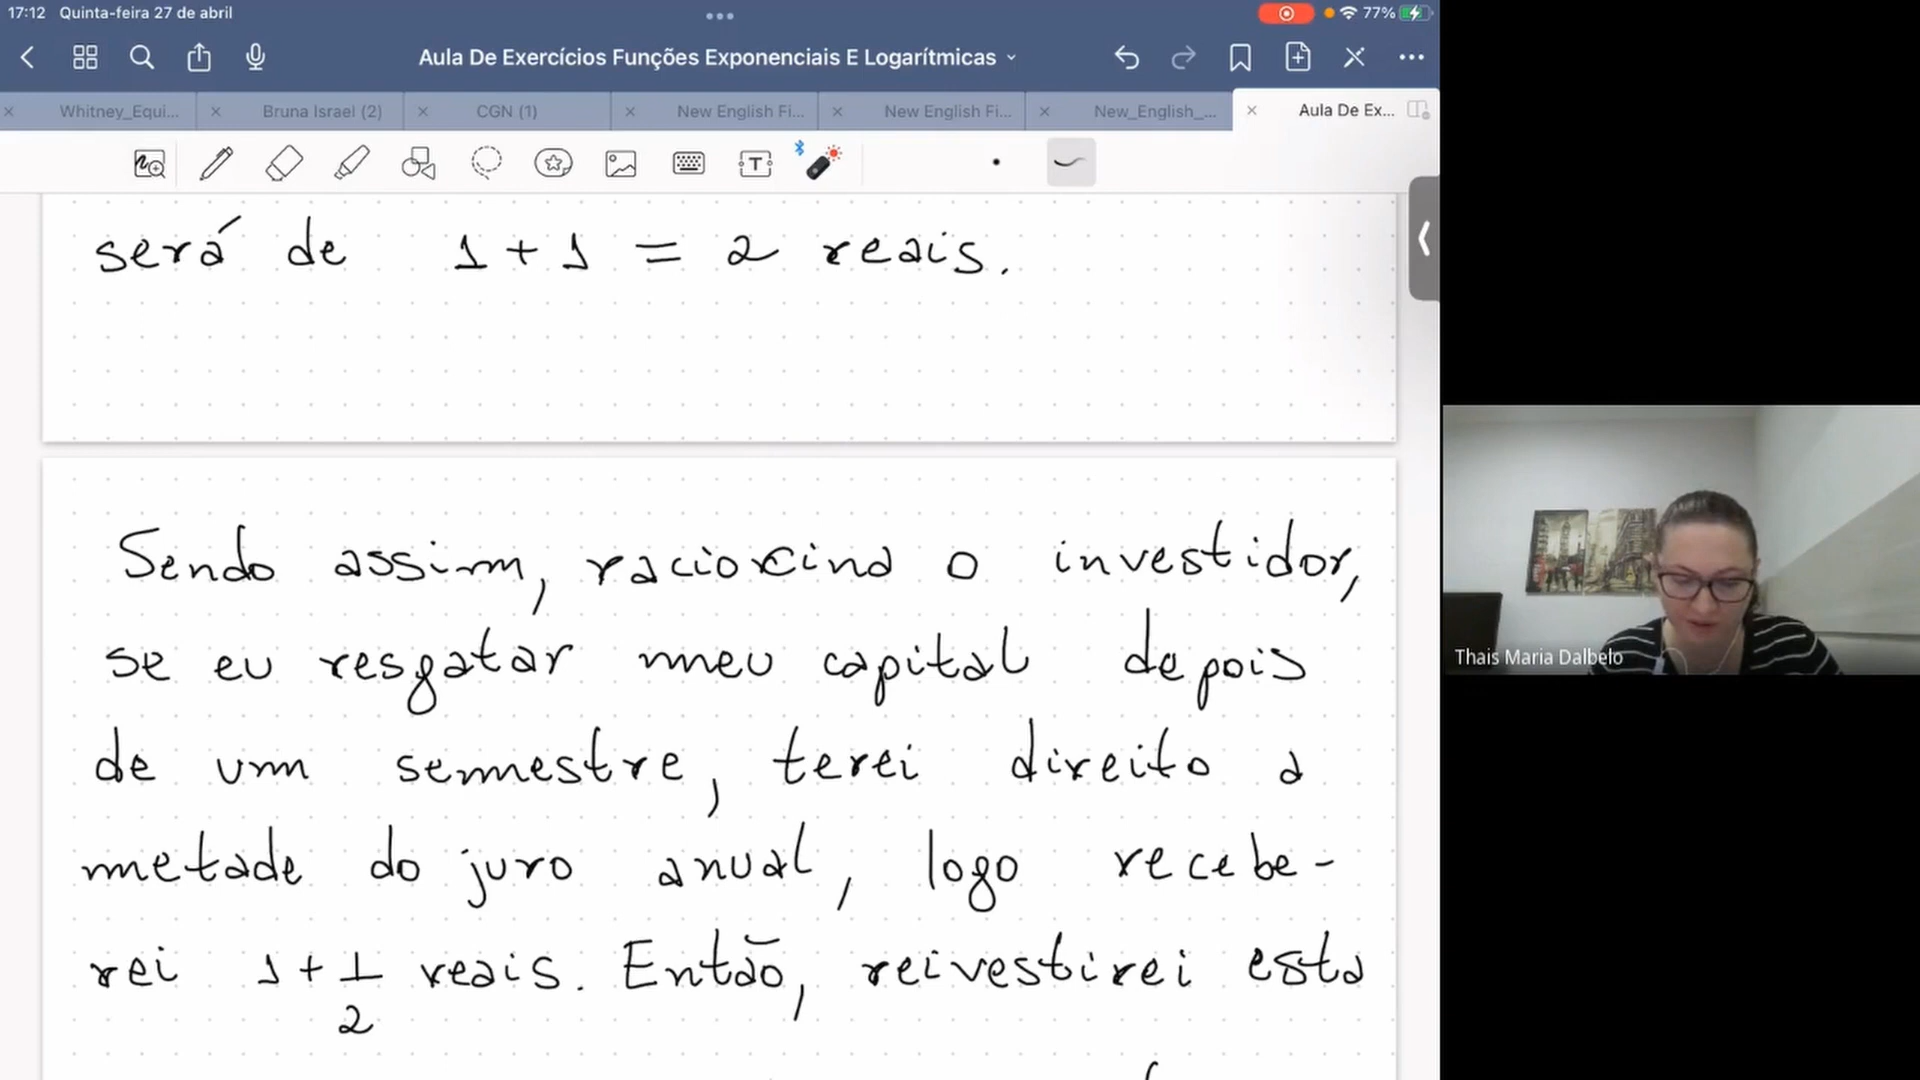 17:12 Quinta-feira 27 de abril
77%
Aula De Exercícios Funções Exponenciais E Logarítmicas
Whitney_Equi...
Bruna Israel (2)
CGN (1)
New English Fi...
New English Fi...
New_English_...
Aula De Ex...
será de 1 + 1 = 2 reais.
Sendo assim, raciocina o investidor,
se eu resgatar meu capital depois
de um semestre, terei direito a
metade do juro anual, logo recebe-
rei 1 + 1/2 reais. Então, reivestirei esta
Thais Maria Dalbelo